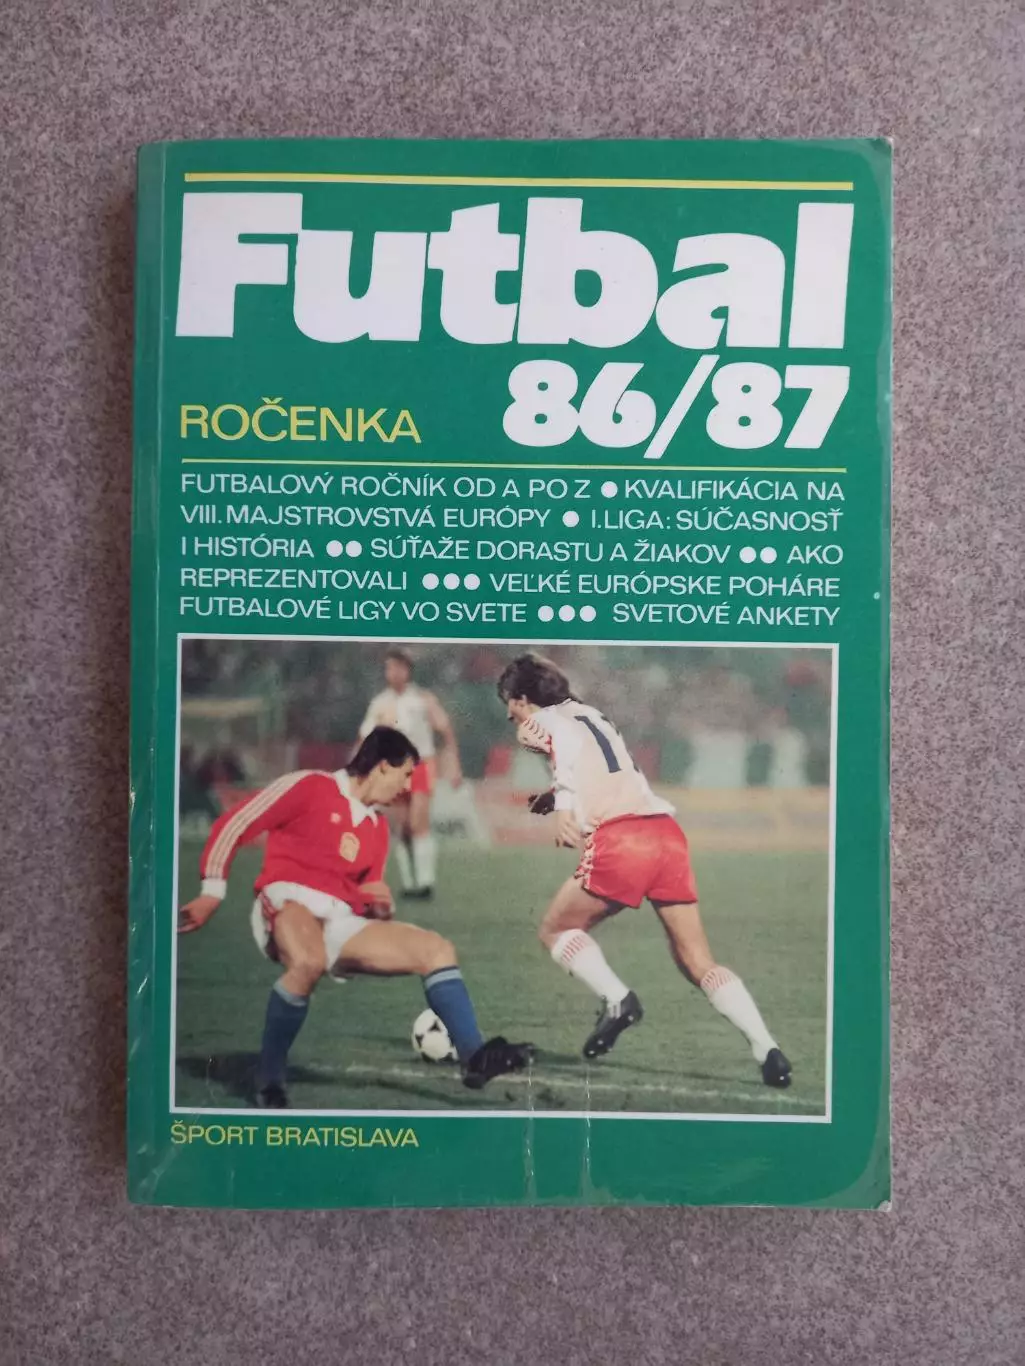 Futbal
86/87
ROČENKA
FUTBALOVÝ ROČNÍK OD A PO Z ● KVALIFIKÁCIA NA
VIII. MAJSTROVSTVÁ EURÓPY ● I. LIGA: SÚČASNOSŤ
I HISTÓRIA ●● SÚŤAŽE DORASTU A ŽIAKOV ●● AKO
REPREZENTOVALI ●●● VEĽKÉ EURÓPSKE POHÁRE
FUTBALOVÉ LIGY VO SVETE ●●● SVETOVÉ ANKETY
ŠPORT BRATISLAVA